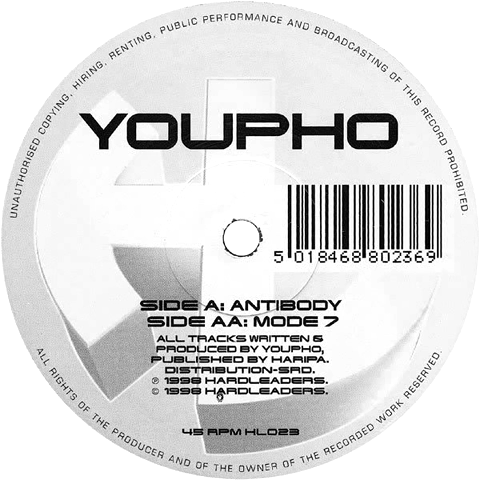 UNAUTHORISED COPYING, HIRING, RENTING, PUBLIC PERFORMANCE AND BROADCASTING OF THIS RECORD PROHIBITED.
YOUPHO
5 018468 802369
SIDE A: ANTIBODY
SIDE AA: MODE 7
ALL TRACKS WRITTEN &
PRODUCED BY YOUPHO,
PUBLISHED BY HARIPA.
DISTRIBUTION-SRD.
℗ 1998 HARDLEADERS.
© 1998 HARDLEADERS.
45 RPM HL023
ALL RIGHTS OF THE PRODUCER AND OF THE OWNER OF THE RECORDED WORK RESERVED.